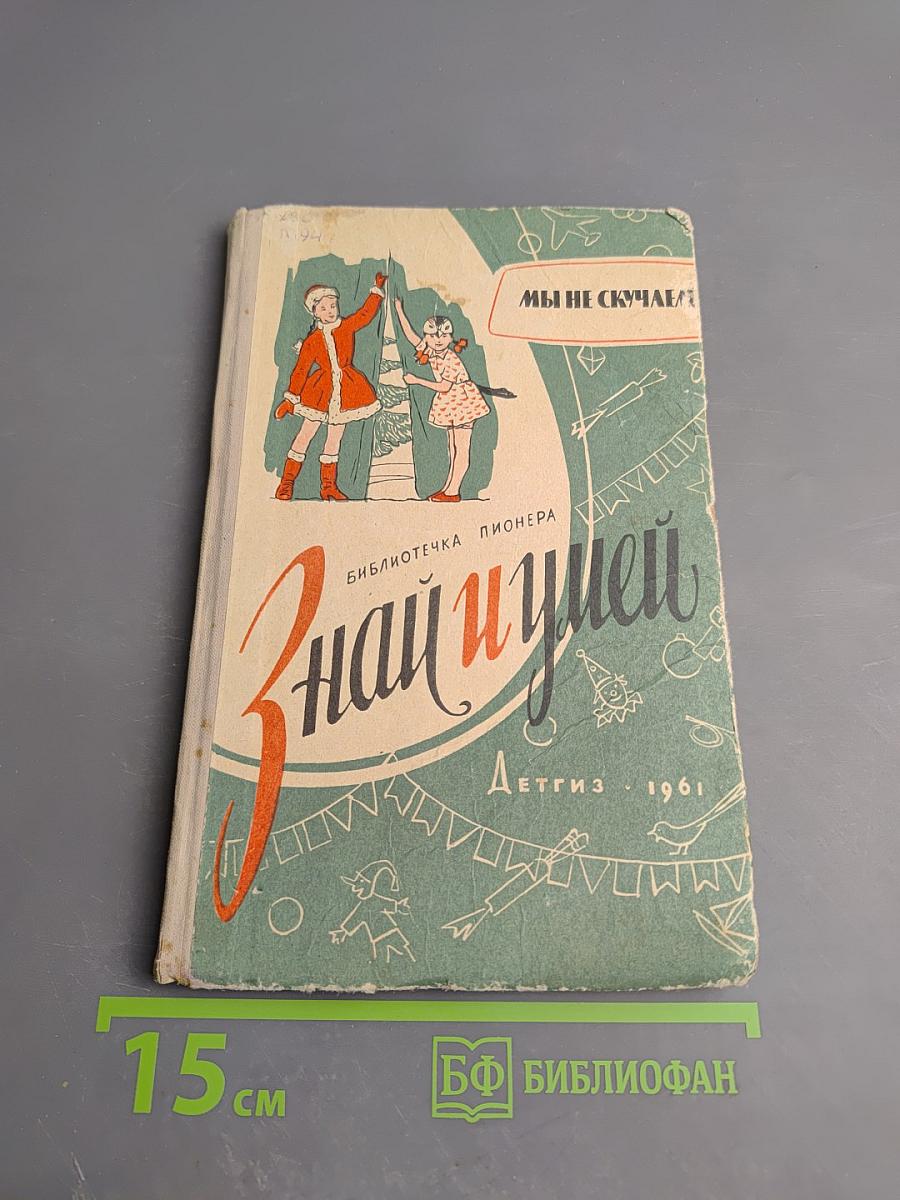 МЫ НЕ СКУЧАЕМ
БИБЛИОТЕЧКА ПИОНЕРА
Знай и умей
ДЕТГИЗ · 1961
15 см
БФ БИБЛИОФАН